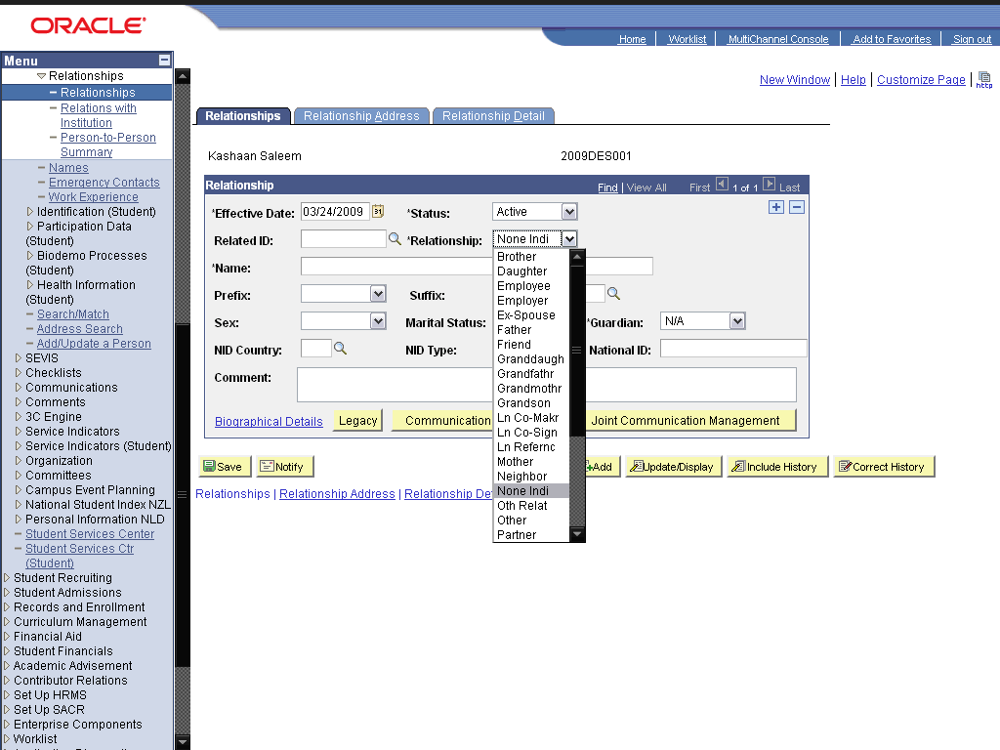 ORACLE®
Home Worklist MultiChannel Console Add to Favorites Sign out
Menu
Relationships
Relationships
Relations with
Institution
Person-to-Person
Summary
Names
Emergency Contacts
Work Experience
Identification (Student)
Participation Data
(Student)
Biodemo Processes
(Student)
Health Information
(Student)
Search/Match
Address Search
Add/Update a Person
SEVIS
Checklists
Communications
Comments
3C Engine
Service Indicators
Service Indicators (Student)
Organization
Committees
Campus Event Planning
National Student Index NZL
Personal Information NLD
Student Services Center
Student Services Ctr
(Student)
Student Recruiting
Student Admissions
Records and Enrollment
Curriculum Management
Financial Aid
Student Financials
Academic Advisement
Contributor Relations
Set Up HRMS
Set Up SACR
Enterprise Components
Worklist
New Window | Help | Customize Page | http
Relationships Relationship Address Relationship Detail
Kashaan Saleem 2009DES001
Relationship Find | View All First 1 of 1 Last
*Effective Date: 03/24/2009 31 *Status: Active
Related ID: *Relationship: None Indi
*Name:
Prefix: Suffix:
Sex: Marital Status: *Guardian: N/A
NID Country: NID Type: National ID:
Comment:
Biographical Details Legacy Communication Joint Communication Management
Brother
Daughter
Employee
Employer
Ex-Spouse
Father
Friend
Granddaugh
Grandfathr
Grandmothr
Grandson
Ln Co-Makr
Ln Co-Sign
Ln Refernc
Mother
Neighbor
None Indi
Oth Relat
Other
Partner
Save Notify Add Update/Display Include History Correct History
Relationships | Relationship Address | Relationship De